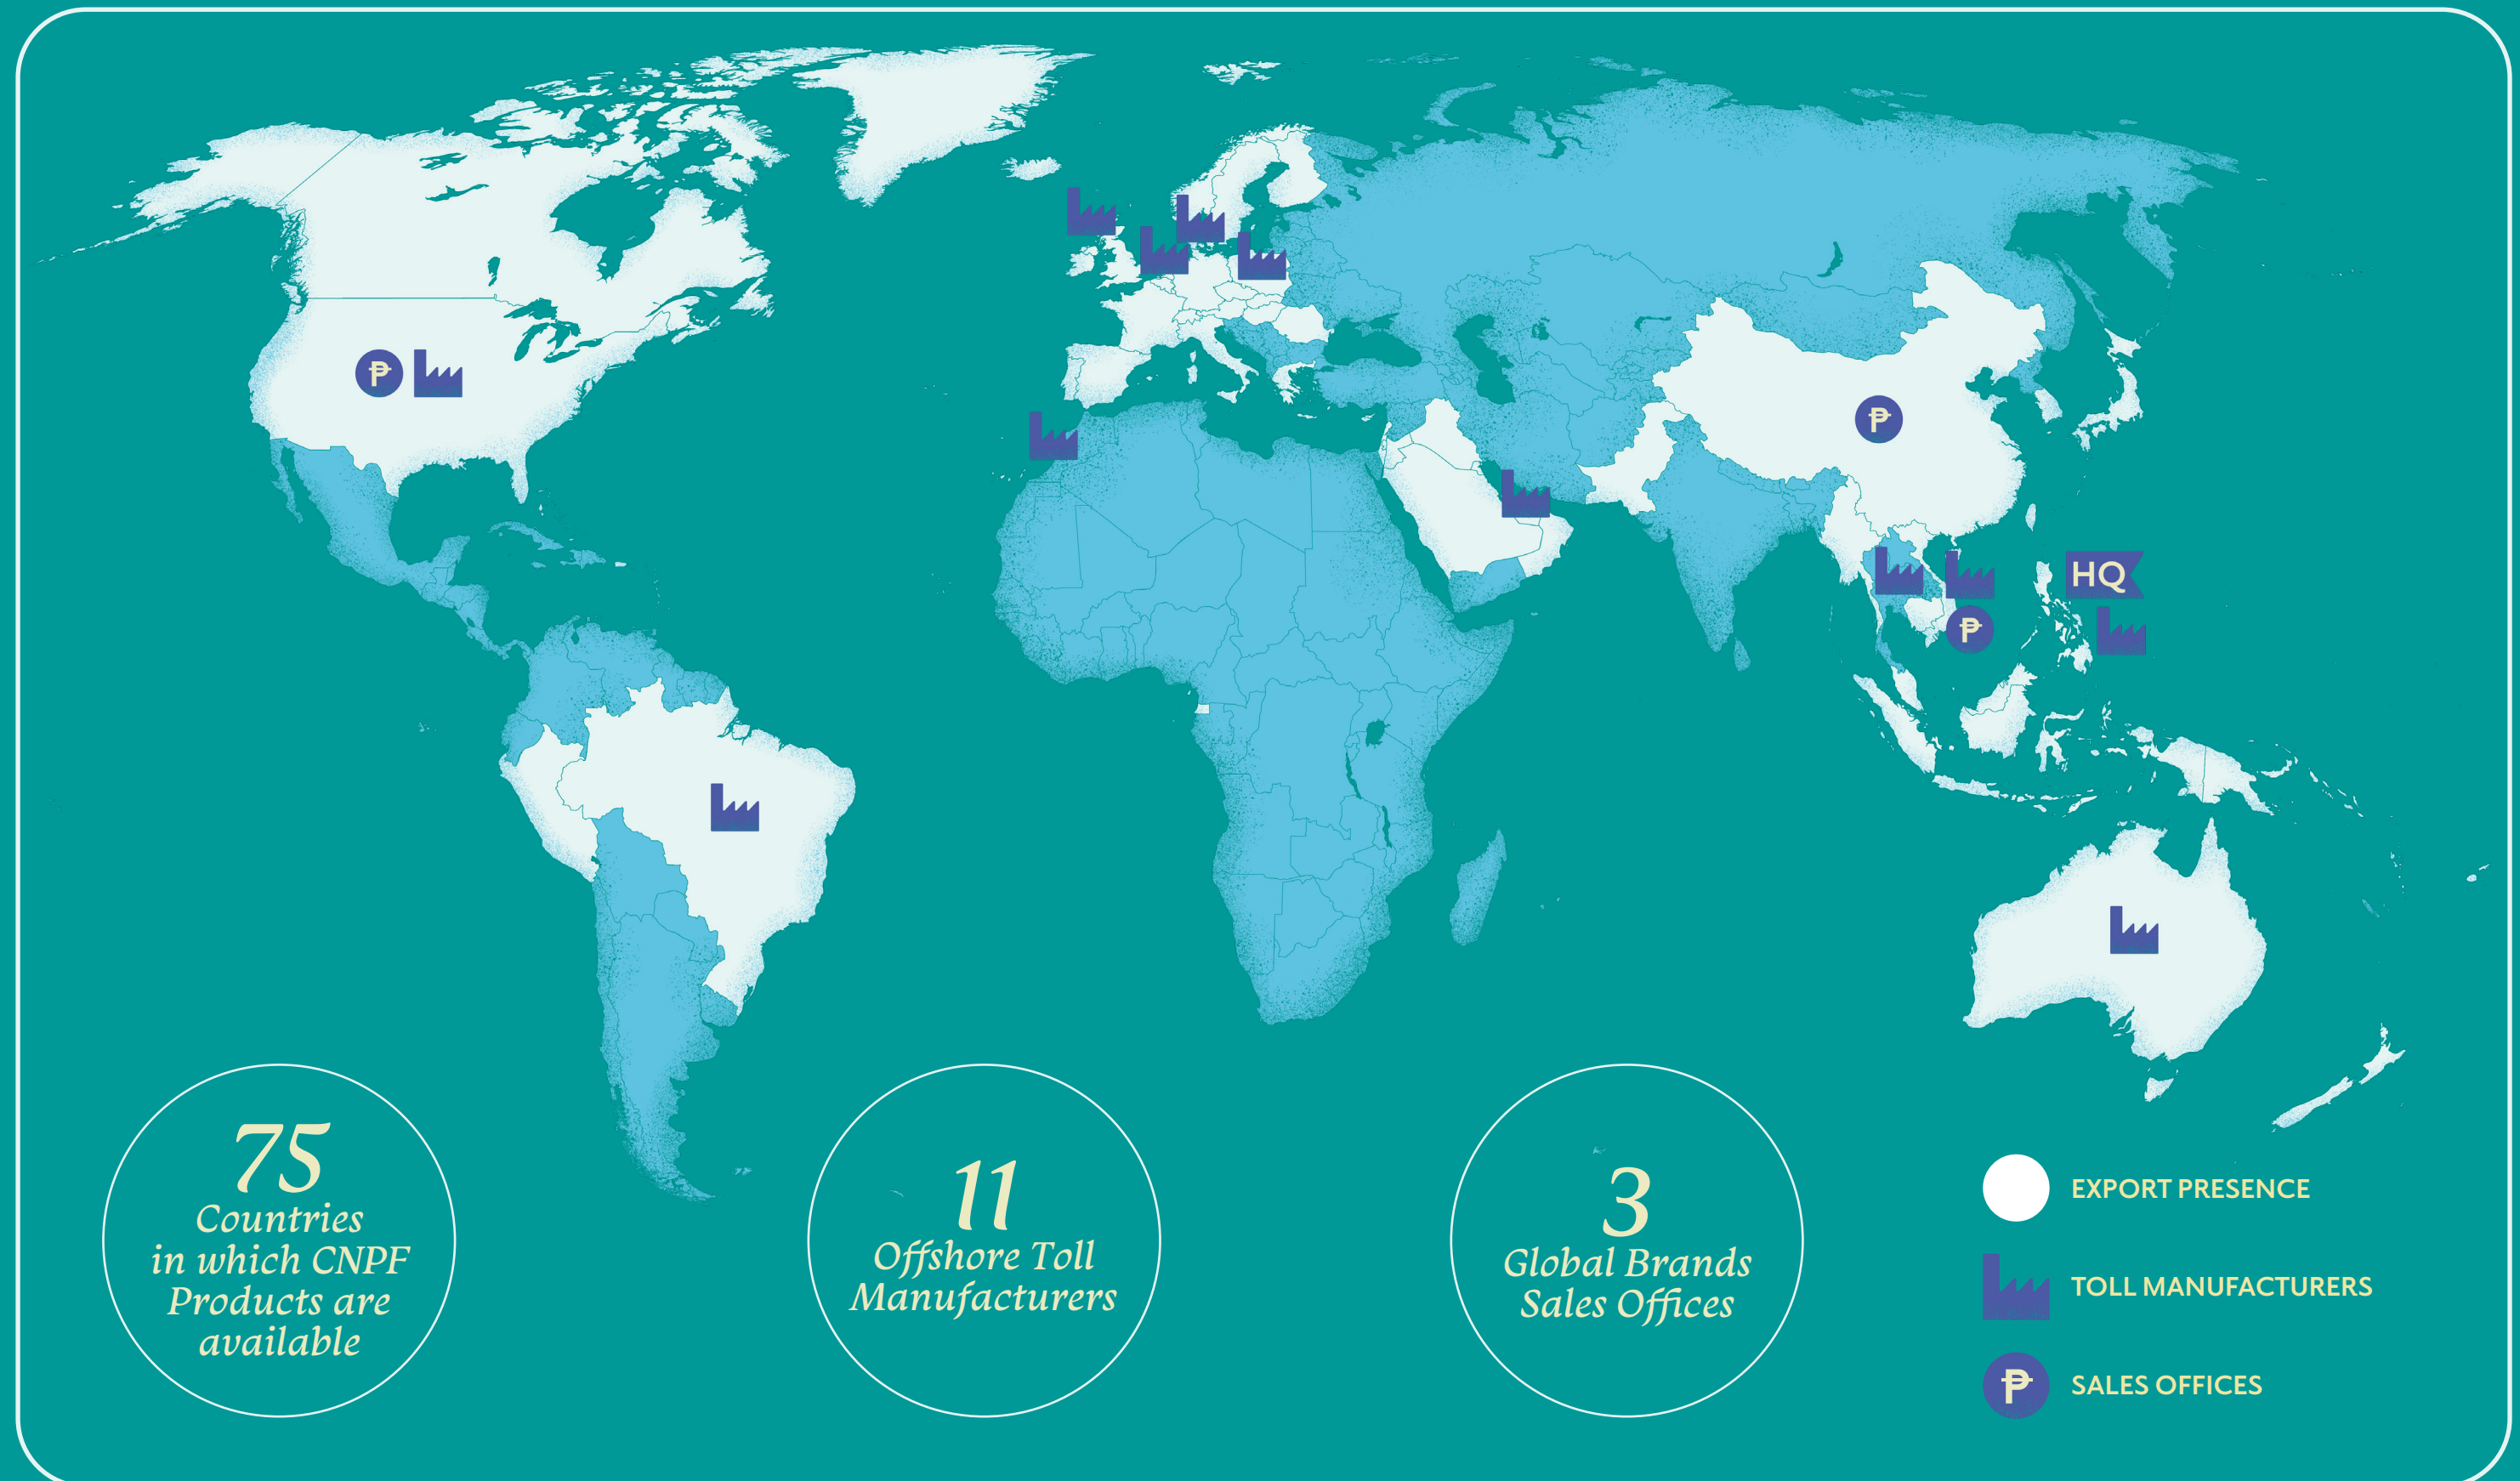 ₱
₱
HQ
₱
75
Countries
in which CNPF
Products are
available
11
Offshore Toll
Manufacturers
3
Global Brands
Sales Offices
EXPORT PRESENCE
TOLL MANUFACTURERS
₱
SALES OFFICES